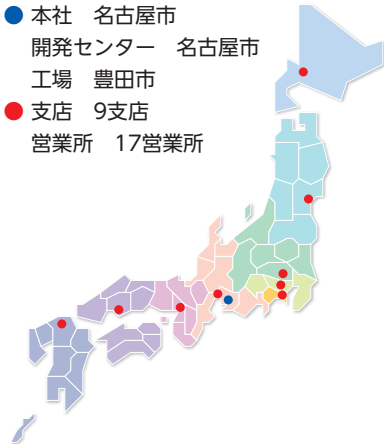 本社　名古屋市
開発センター　名古屋市
工場　豊田市
支店　9支店
営業所　17営業所